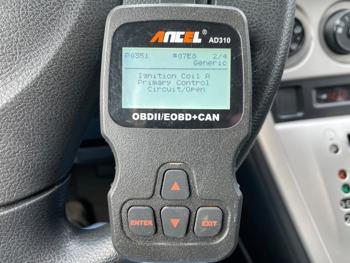 ANCEL
AD310
P0351 $07E8 2/4
Generic
Ignition Coil A
Primary Control
Circuit/Open
OBDII/EOBD+CAN
ENTER
EXIT